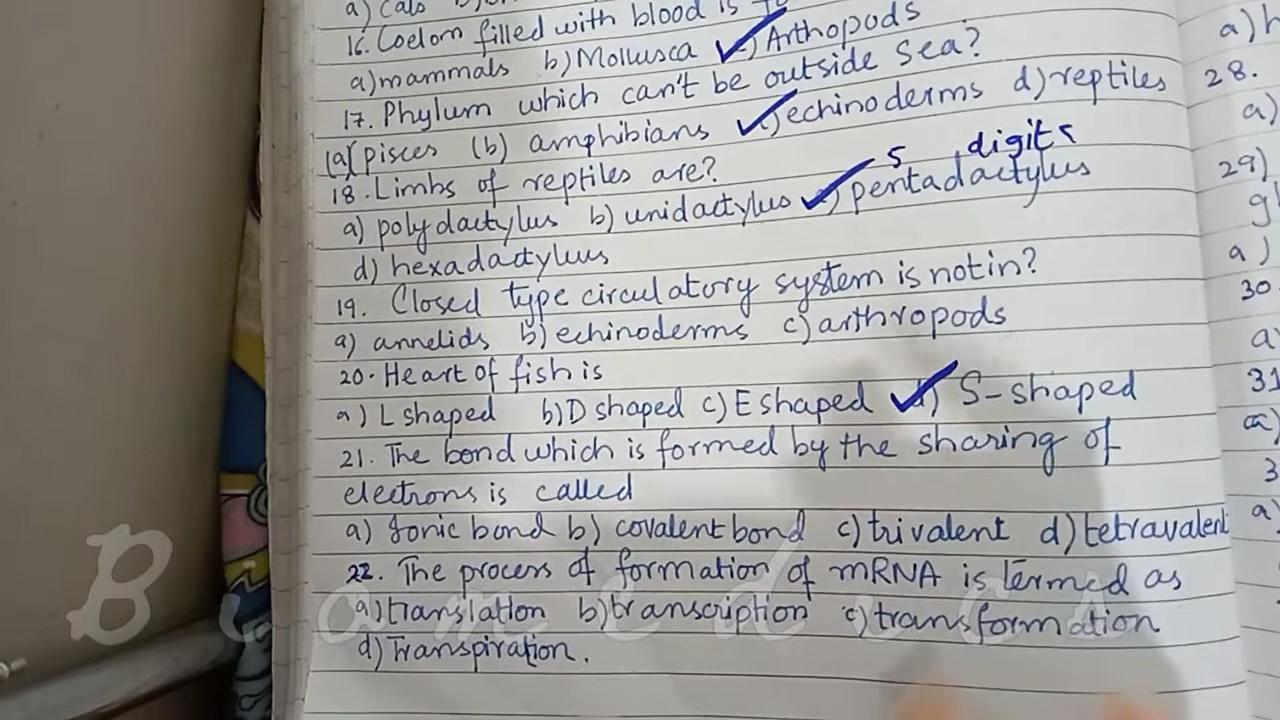 a) Cals
16. Coelom filled with blood is
a) mammals b) Mollusca c) Arthopods
17. Phylum which can't be outside sea?
(a) pisces (b) amphibians c) echinoderms d) reptiles
5 digits
18. Limbs of reptiles are?
a) polydactylus b) unidactylus c) pentadactylus
d) hexadactylus
19. Closed type circulatory system is not in?
a) annelids b) echinoderms c) arthropods
20. Heart of fish is
a) L shaped b) D shaped c) E shaped d) S-shaped
21. The bond which is formed by the sharing of
electrons is called
a) Ionic bond b) covalent bond c) trivalent d) tetravalent
22. The process of formation of mRNA is termed as
a) translation b) transcription c) transformation
d) Transpiration.
a) h
28.
a)
29)
g
a)
30.
a
31
a)
3
a)